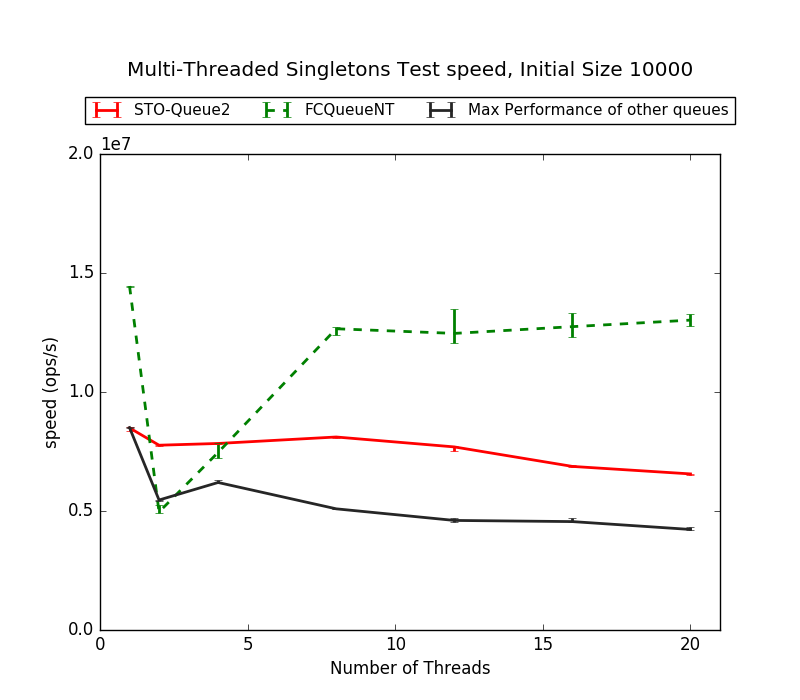 Multi-Threaded Singletons Test speed, Initial Size 10000
STO-Queue2 FCQueueNT Max Performance of other queues
1e7
2.0
1.5
1.0
0.5
0.0
speed (ops/s)
0 5 10 15 20
Number of Threads